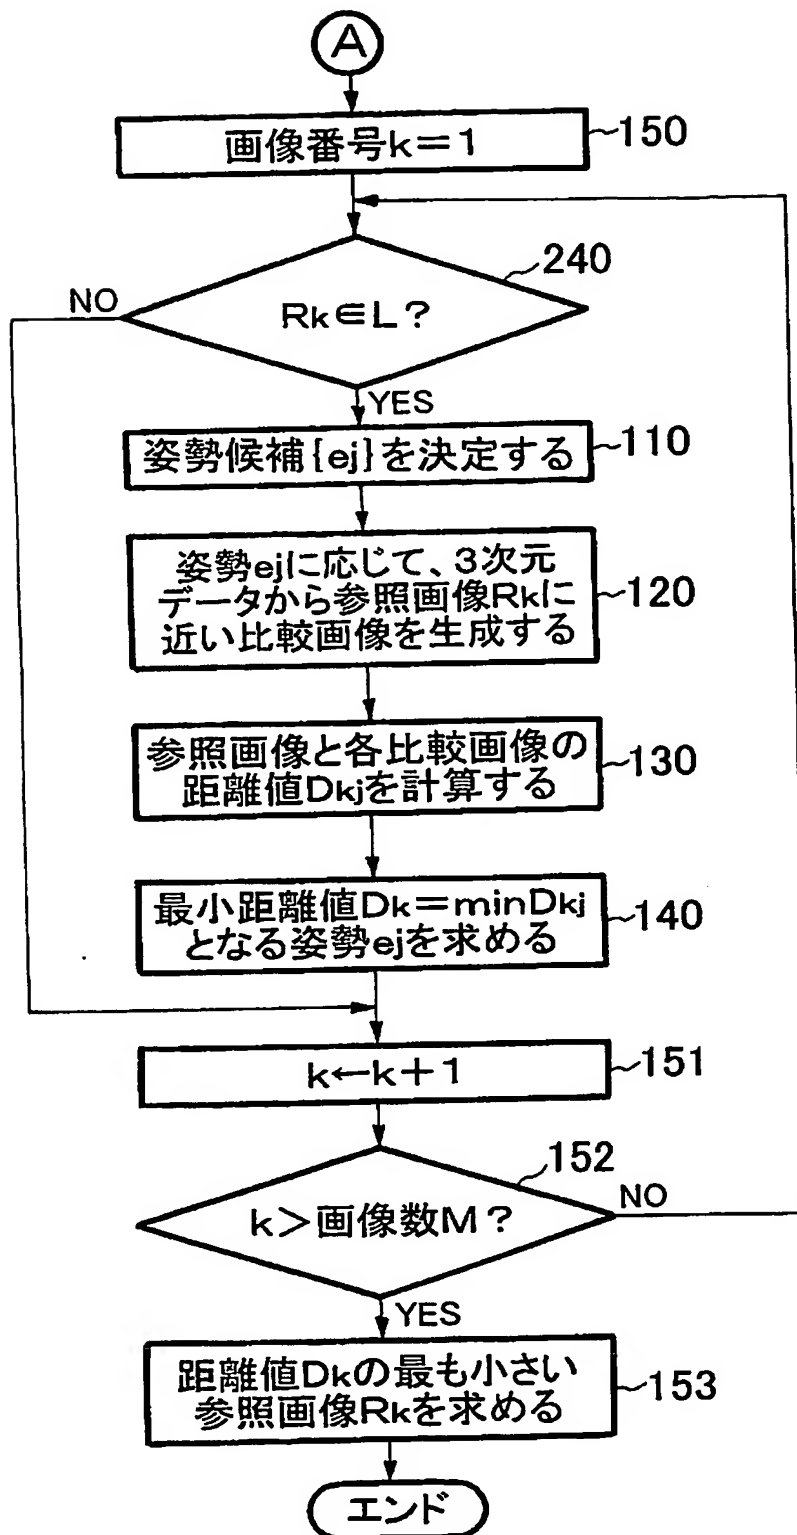 A
画像番号k=1
150
240
Rk∈L?
NO
YES
姿勢候補{ej}を決定する
110
姿勢ejに応じて、3次元
データから参照画像Rkに
近い比較画像を生成する
120
参照画像と各比較画像の
距離値Dkjを計算する
130
最小距離値Dk=minDkj
となる姿勢ejを求める
140
k←k+1
151
152
k>画像数M?
NO
YES
距離値Dkの最も小さい
参照画像Rkを求める
153
エンド